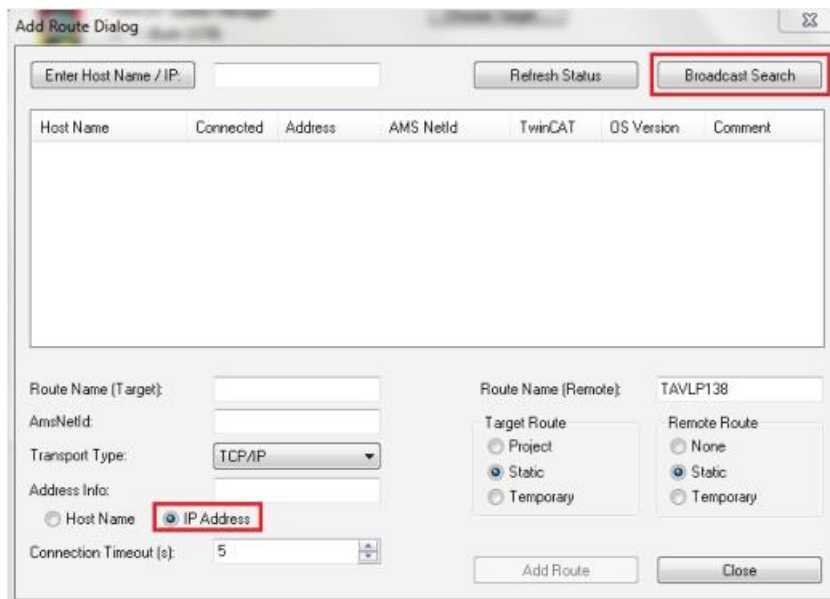 Add Route Dialog
Enter Host Name / IP: Refresh Status Broadcast Search
Host Name Connected Address AMS NetId TwinCAT OS Version Comment
Route Name (Target): Route Name (Remote): TAVLP138
AmsNetId: Target Route Remote Route
Transport Type: TCP/IP Project None
Static Static
Address Info: Temporary Temporary
Host Name IP Address
Connection Timeout (s): 5
Add Route Close